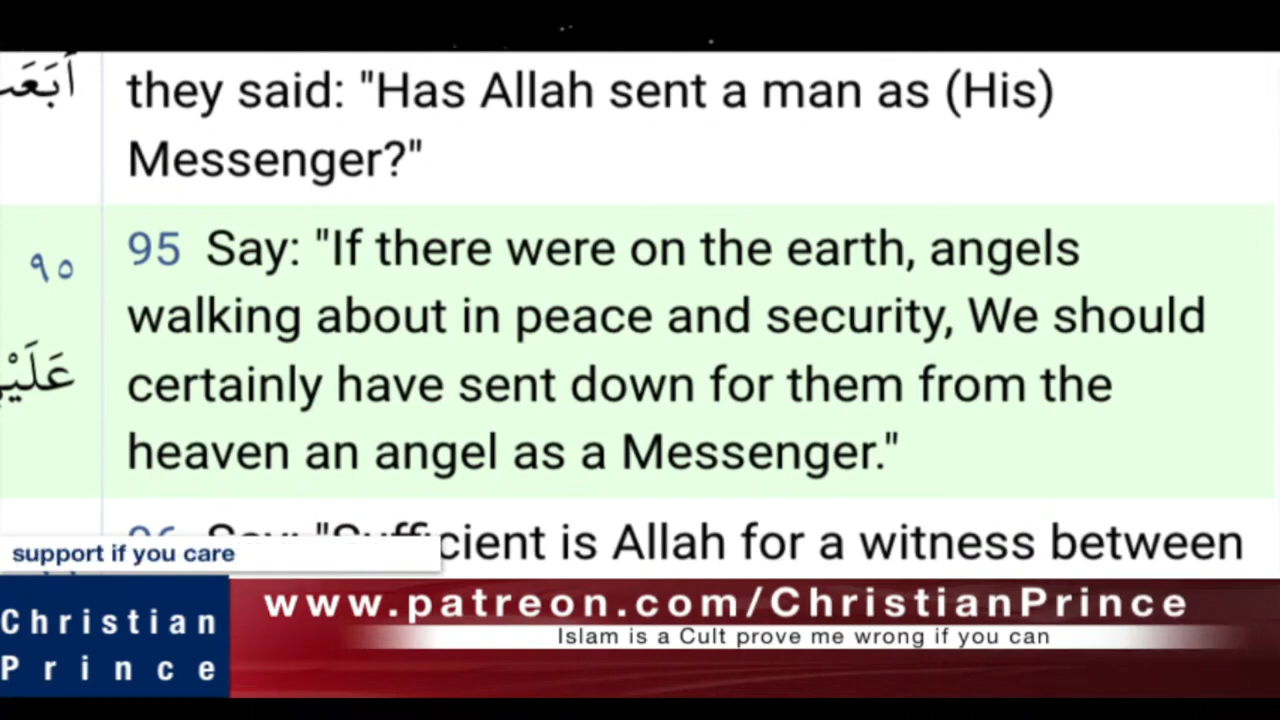 they said: "Has Allah sent a man as (His)
Messenger?"
٩٥
95 Say: "If there were on the earth, angels
walking about in peace and security, We should
certainly have sent down for them from the
heaven an angel as a Messenger."
Say: "Sufficient is Allah for a witness between
support if you care
Christian
Prince
www.patreon.com/ChristianPrince
Islam is a Cult prove me wrong if you can